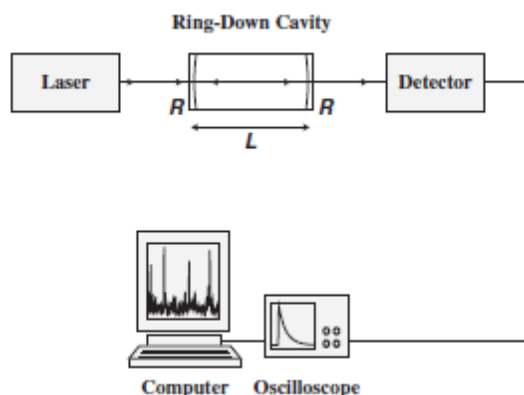 Ring-Down Cavity
Laser
Detector
R
R
L
Computer
Oscilloscope